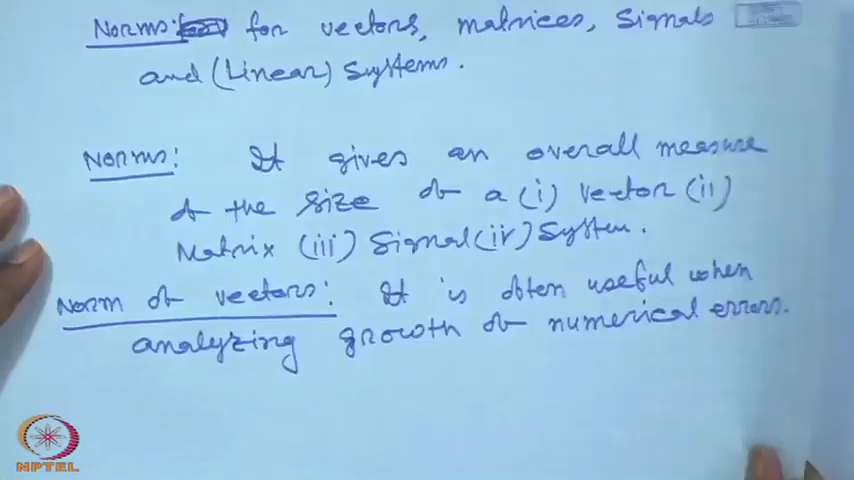 Norms: for vectors, matrices, Signals
and (Linear) Systems.
Norms: It gives an overall measure
of the size of a (i) vector (ii)
Matrix (iii) Signal (iv) System.
Norm of vectors: It is often useful when
analyzing growth of numerical errors.
NPTEL